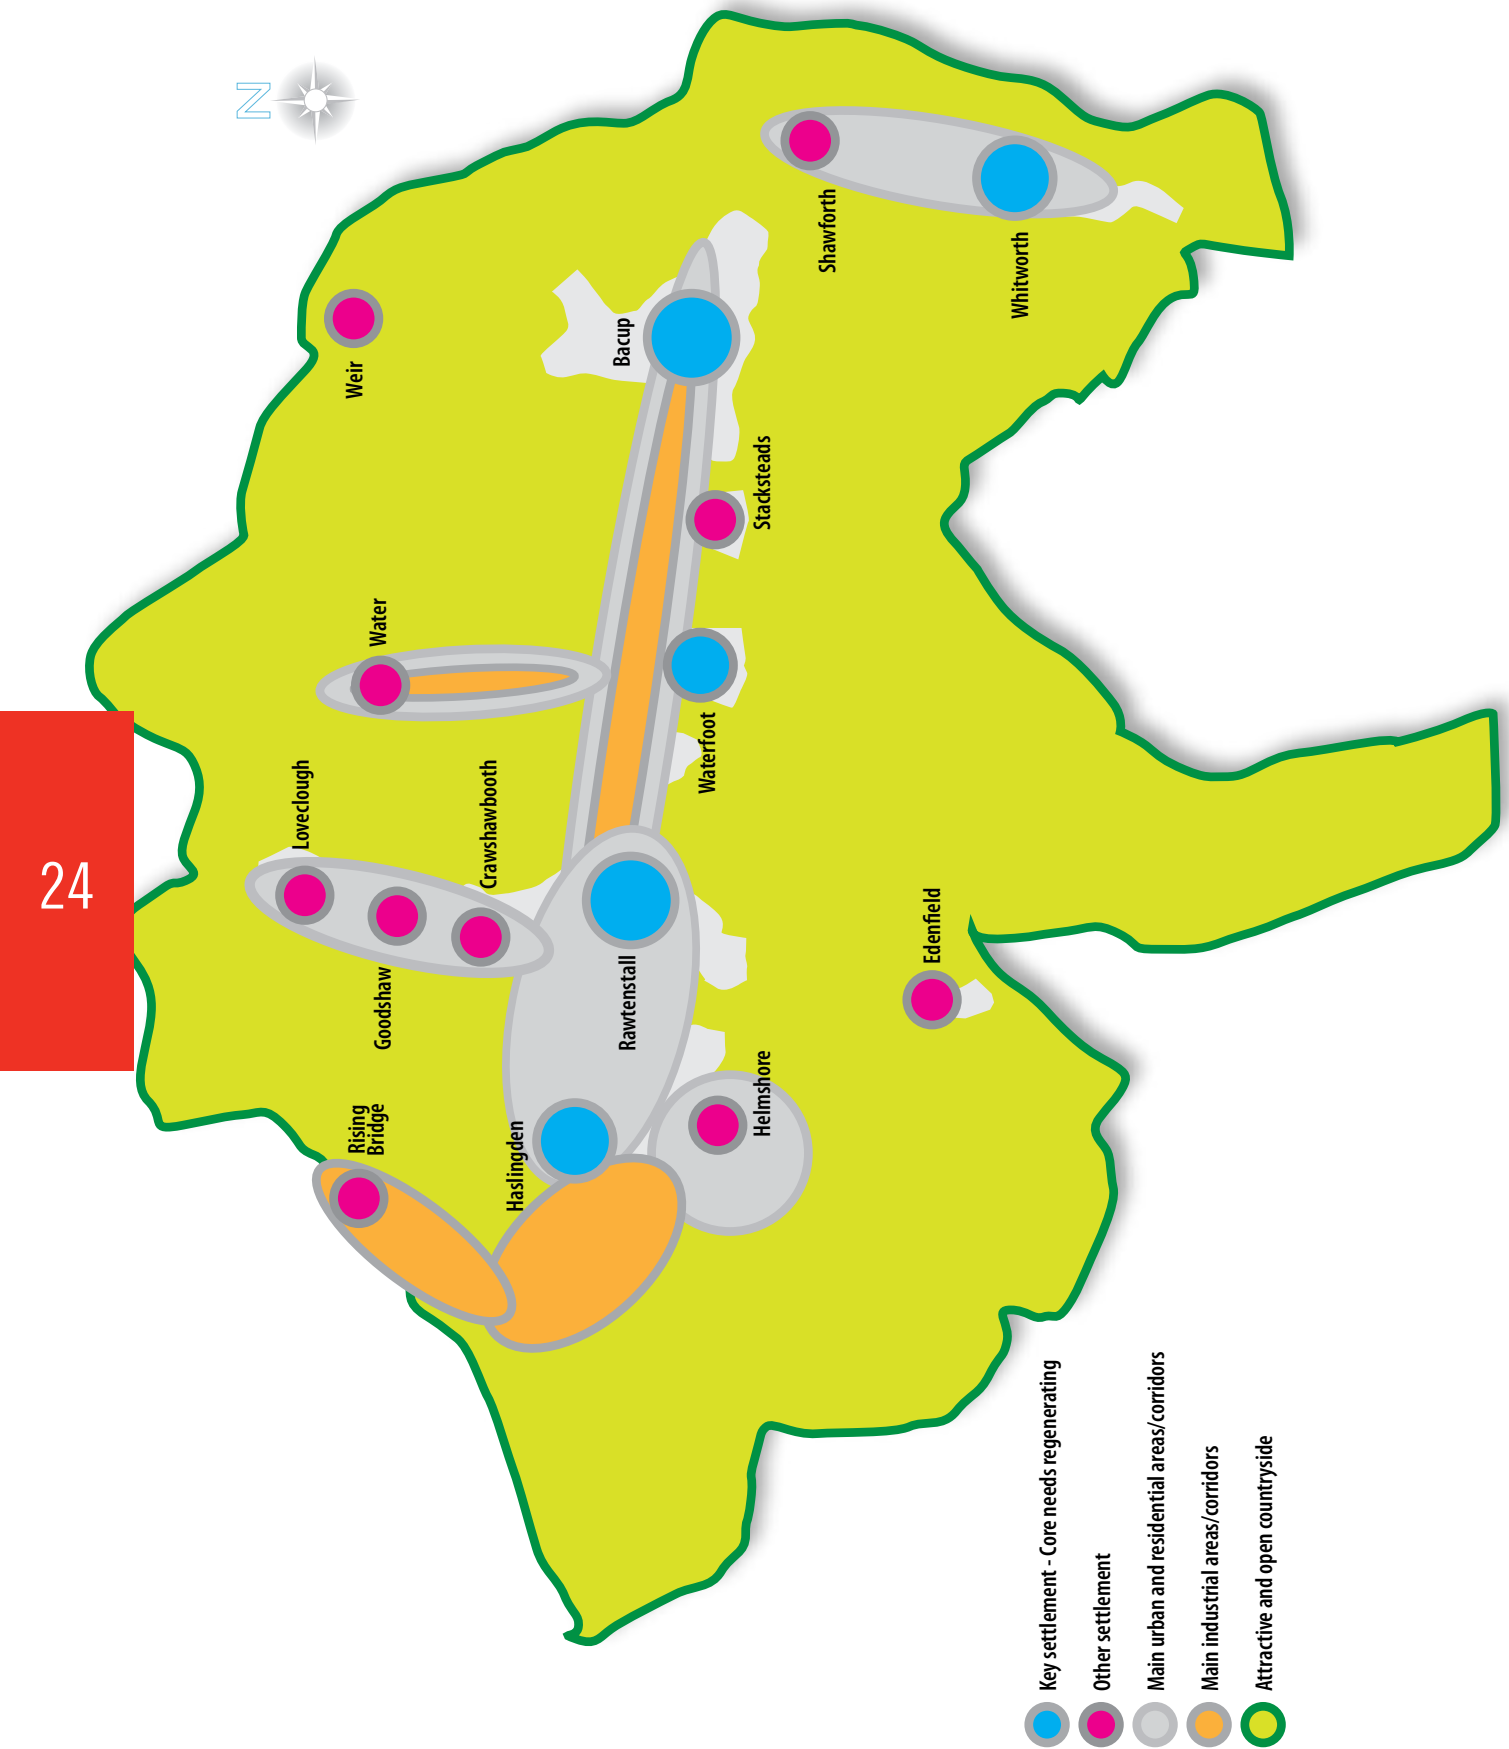 24
N
Weir
Water
Loveclough
Goodshaw
Crawshawbooth
Rising
Bridge
Haslingden
Rawtenstall
Helmshore
Waterfoot
Stacksteads
Bacup
Shawforth
Whitworth
Edenfield
Key settlement - Core needs regenerating
Other settlement
Main urban and residential areas/corridors
Main industrial areas/corridors
Attractive and open countryside